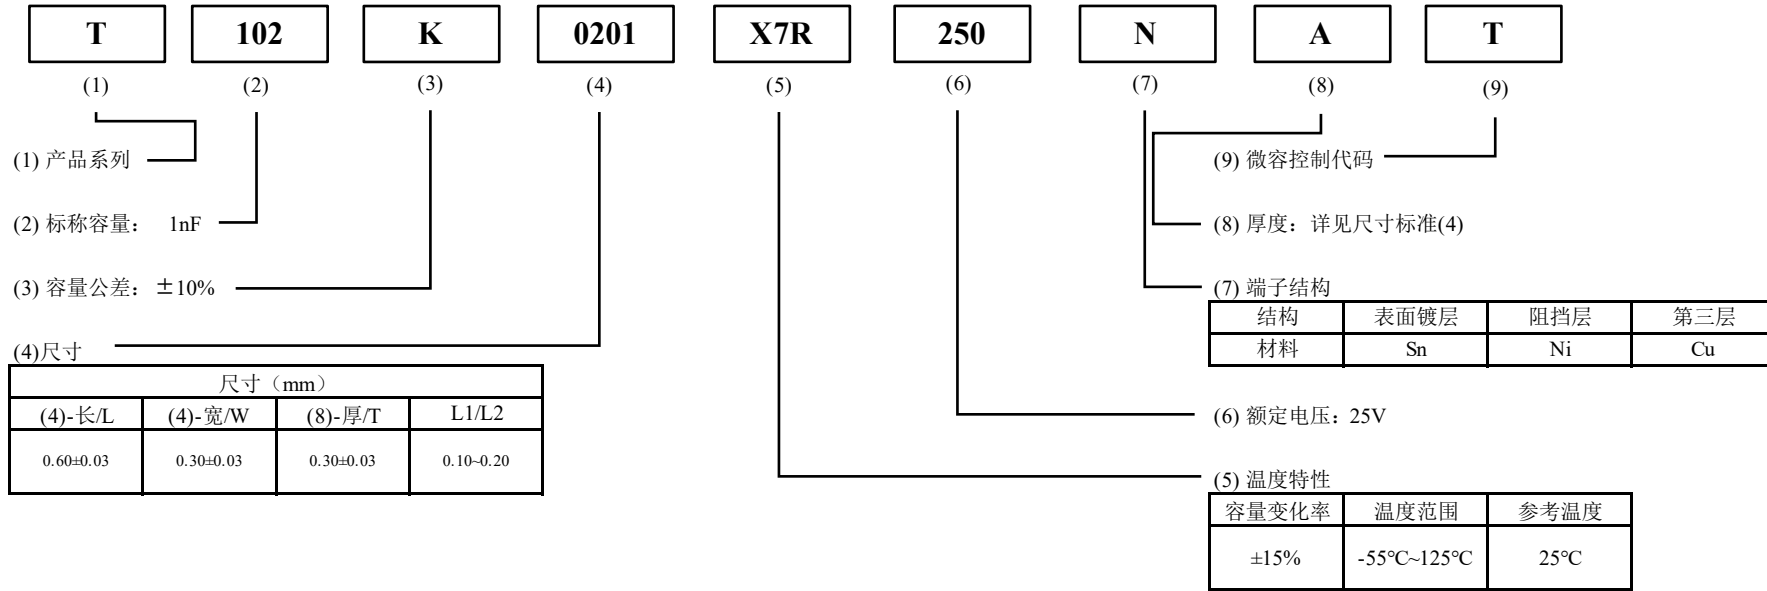 T 102 K 0201 X7R 250 N A T
(1) (2) (3) (4) (5) (6) (7) (8) (9)
(1) 产品系列
(2) 标称容量： 1nF
(3) 容量公差：±10%
(4)尺寸
尺寸（mm）
(4)-长/L (4)-宽/W (8)-厚/T L1/L2
0.60±0.03 0.30±0.03 0.30±0.03 0.10~0.20
(9) 微容控制代码
(8) 厚度：详见尺寸标准(4)
(7) 端子结构
结构 表面镀层 阻挡层 第三层
材料 Sn Ni Cu
(6) 额定电压：25V
(5) 温度特性
容量变化率 温度范围 参考温度
±15% -55℃~125℃ 25℃